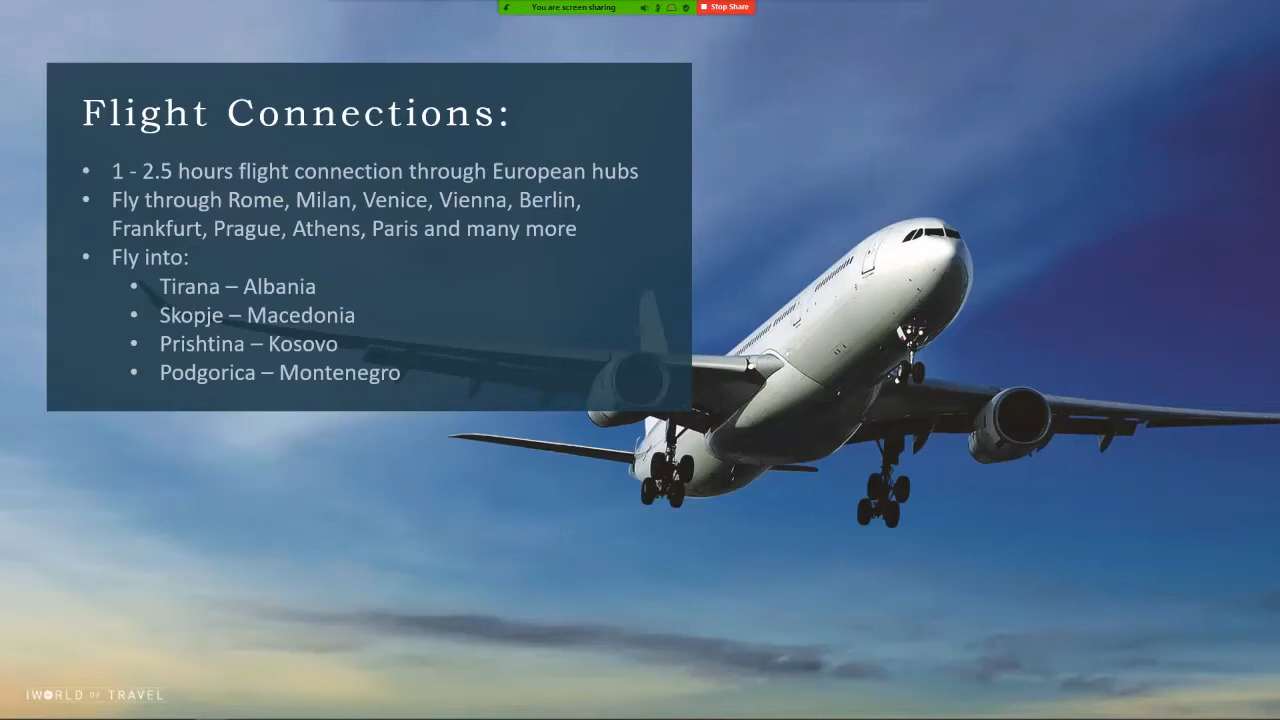 You are screen sharing
Stop Share
Flight Connections:
• 1 - 2.5 hours flight connection through European hubs
• Fly through Rome, Milan, Venice, Vienna, Berlin,
Frankfurt, Prague, Athens, Paris and many more
• Fly into:
• Tirana – Albania
• Skopje – Macedonia
• Prishtina – Kosovo
• Podgorica – Montenegro
IWORLD OF TRAVEL